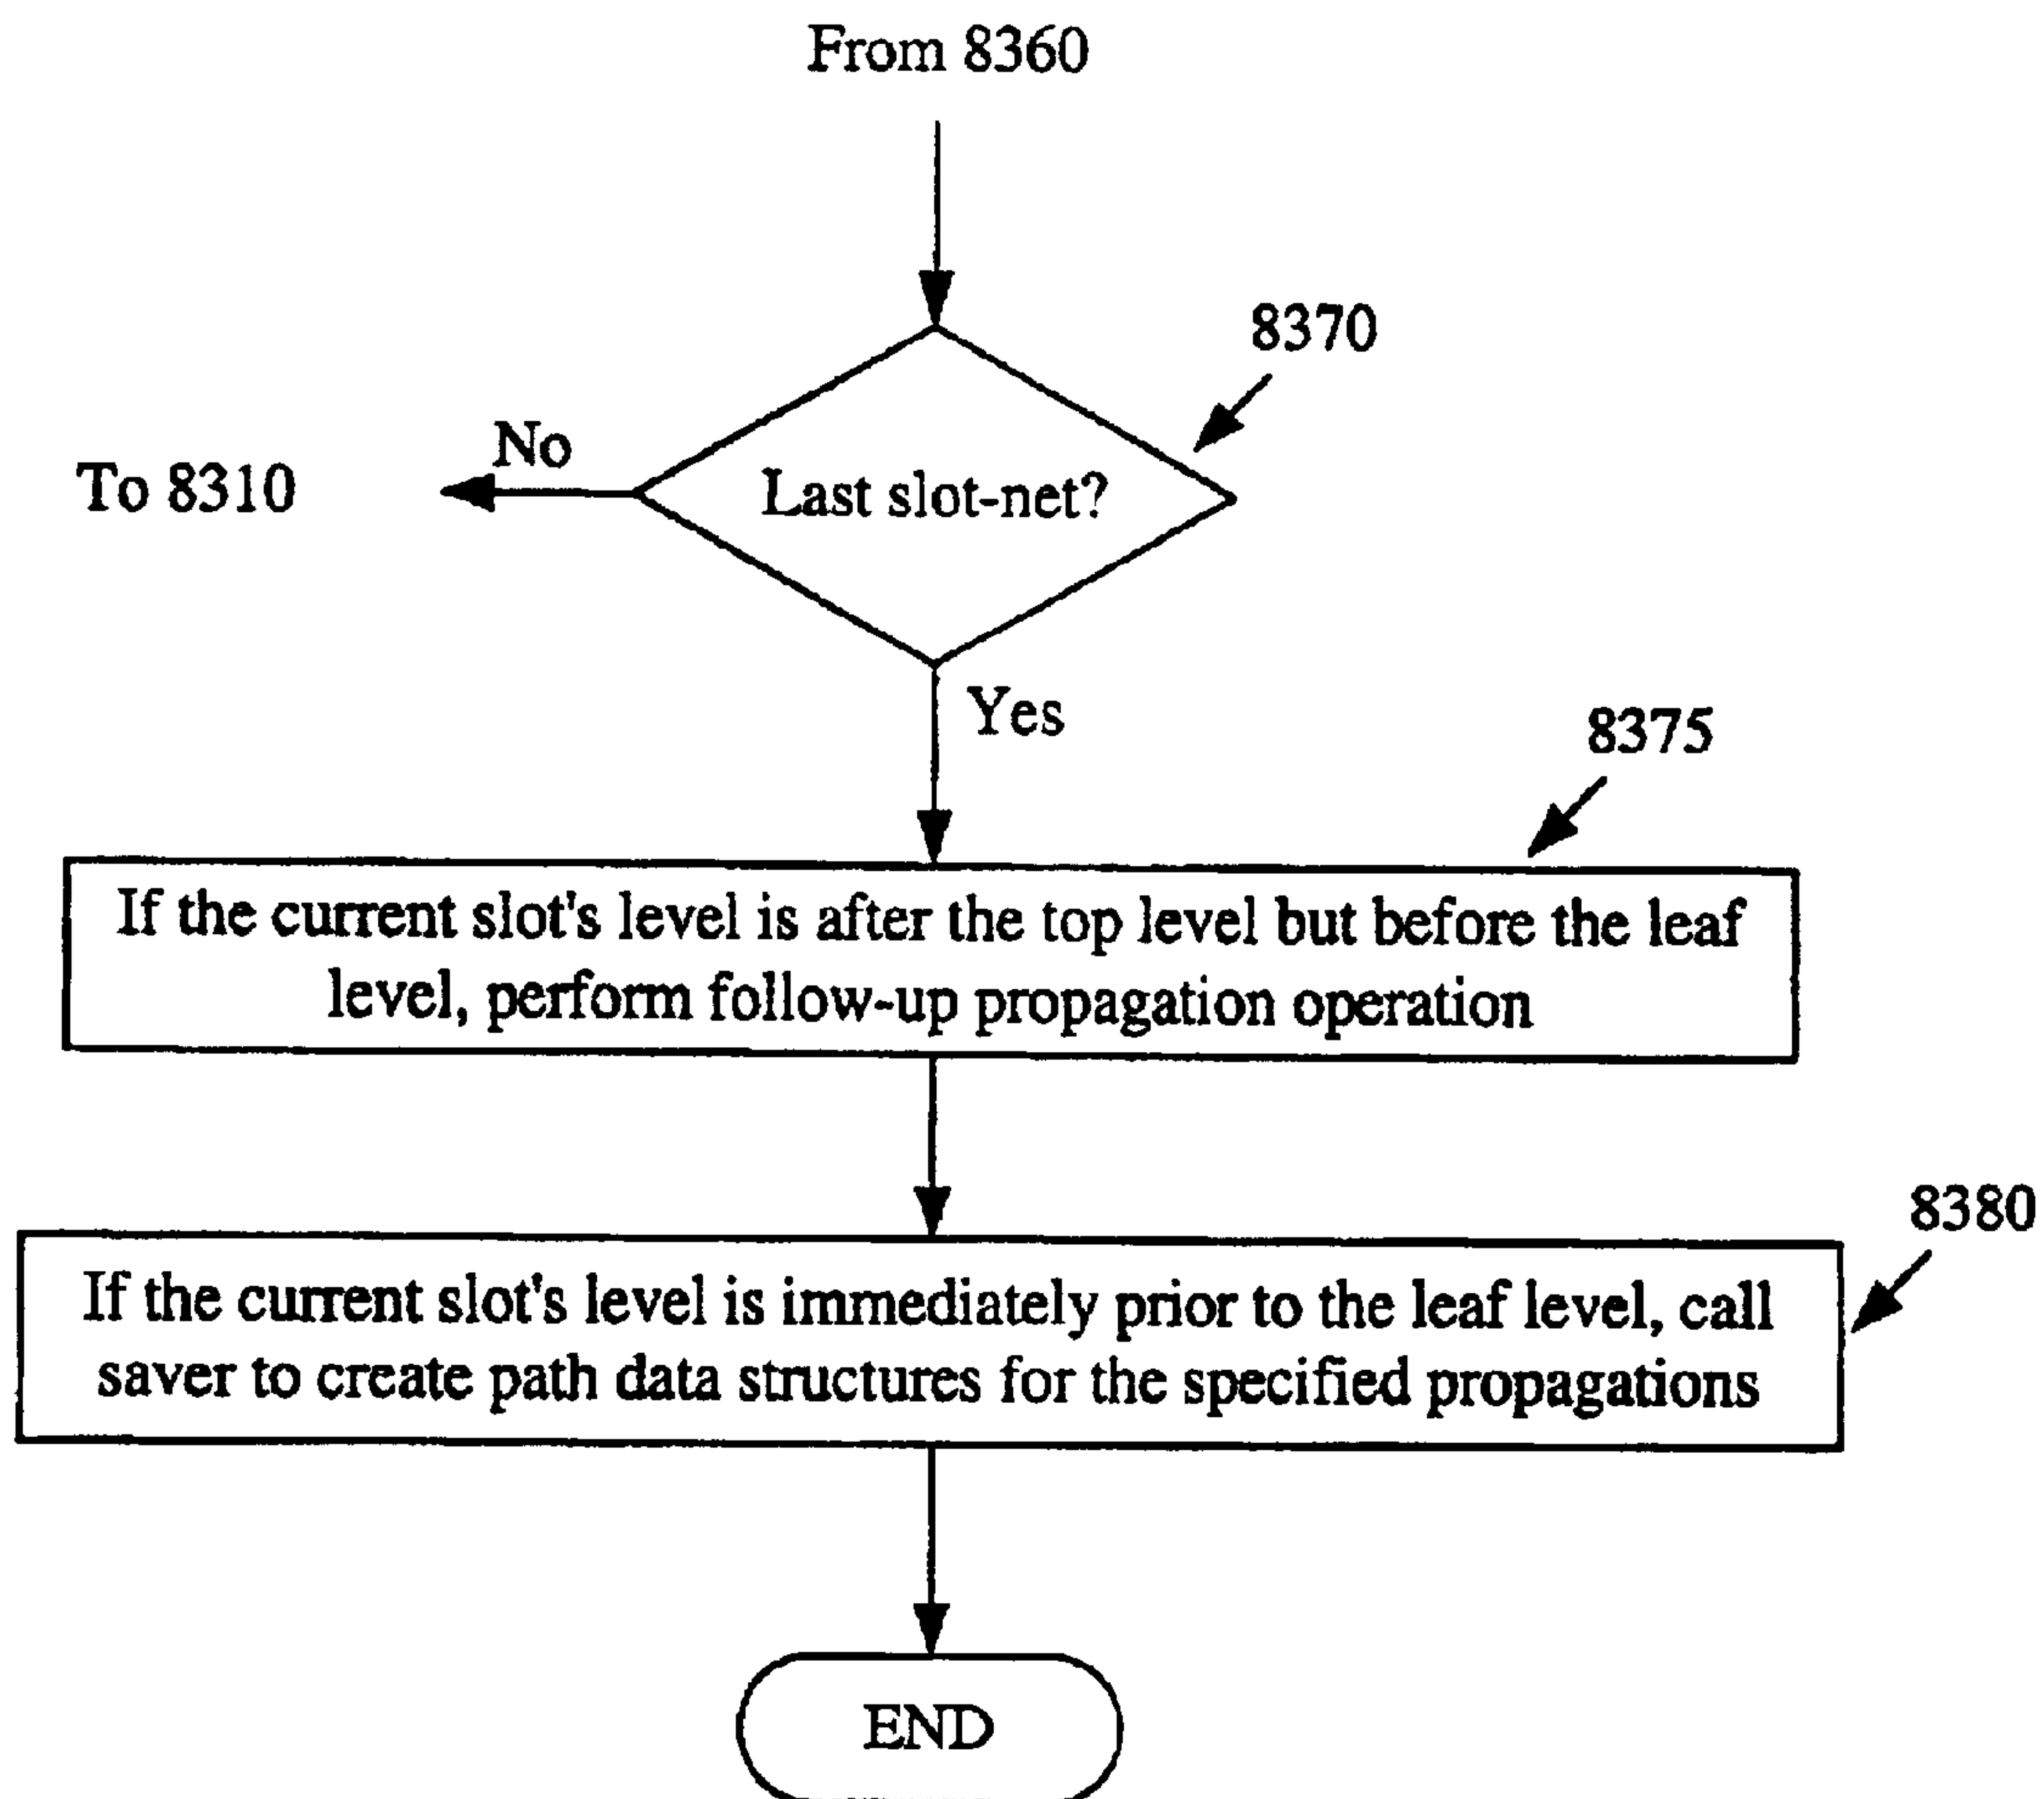 From 8360
8370
No
To 8310
Last slot-net?
Yes
8375
If the current slot's level is after the top level but before the leaf
level, perform follow-up propagation operation
8380
If the current slot's level is immediately prior to the leaf level, call
saver to create path data structures for the specified propagations
END